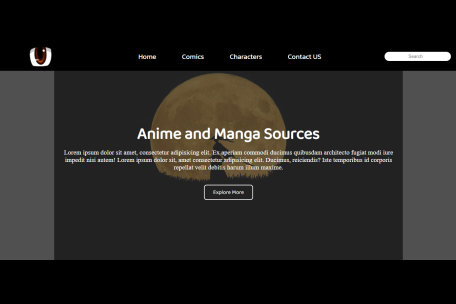 Home Comics Characters Contact US Search
Anime and Manga Sources
Lorem ipsum dolor sit amet, consectetur adipisicing elit. Ex aperiam commodi ducimus quibusdam architecto fugiat modi iure
impedit nisi autem! Lorem ipsum dolor sit, amet consectetur adipisicing elit. Ducimus, reiciendis? Iste temporibus id corporis
repellat velit debitis harum illum maxime.
Explore More